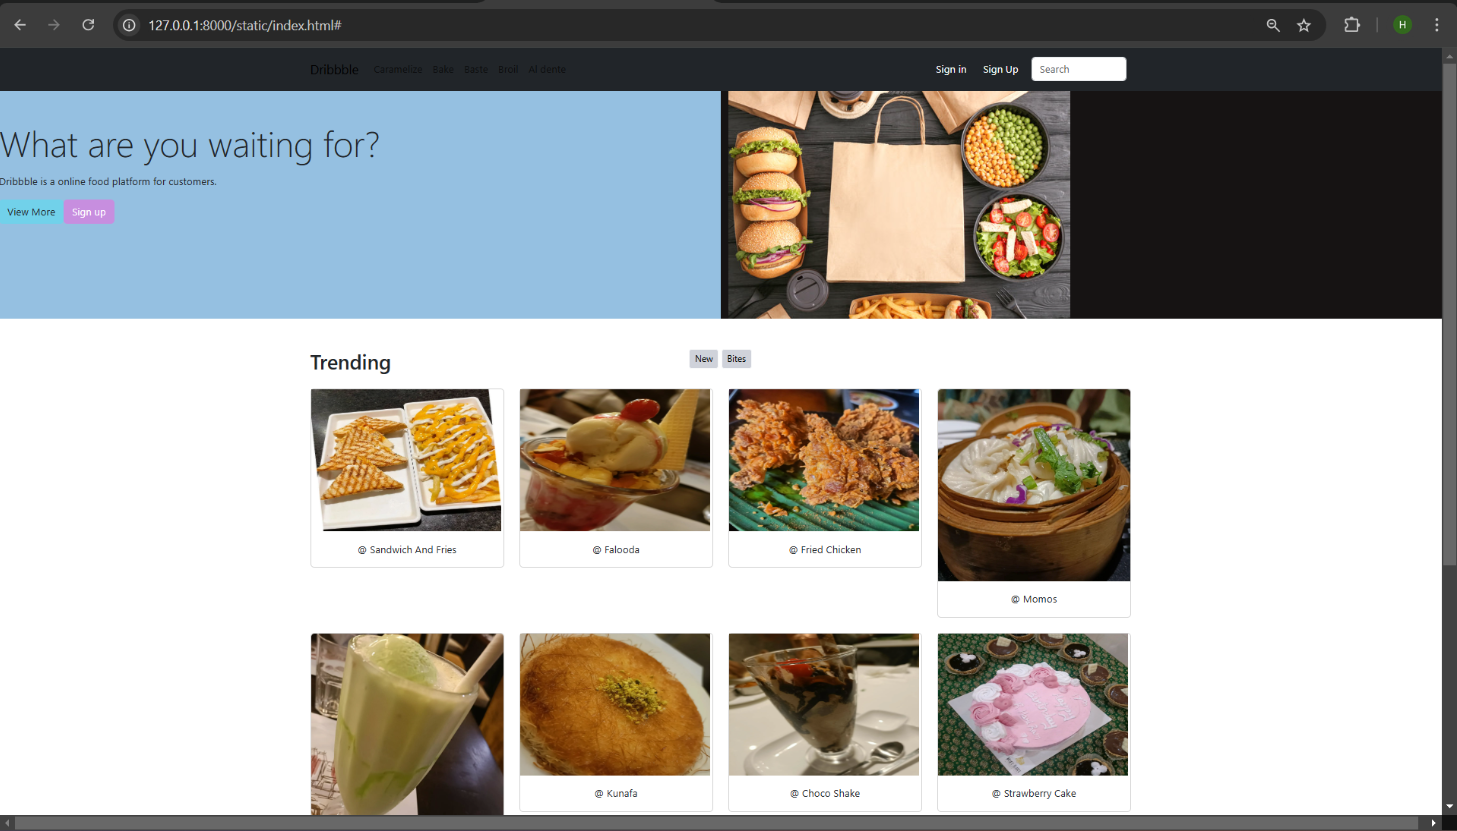 127.0.0.1:8000/static/index.html#
H
Dribbble Caramelize Bake Baste Broil Al dente Sign in Sign Up Search
What are you waiting for?
Dribbble is a online food platform for customers.
View More Sign up
Trending New Bites
@ Sandwich And Fries @ Falooda @ Fried Chicken
@ Momos
@ Kunafa @ Choco Shake @ Strawberry Cake